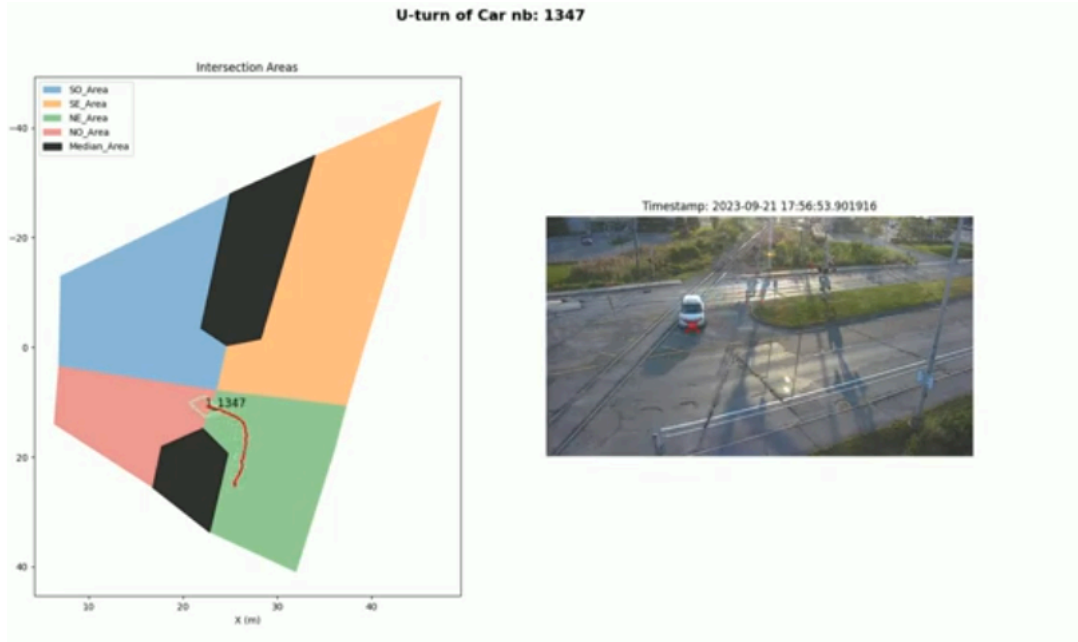 U-turn of Car nb: 1347
Intersection Areas
SO_Area
SE_Area
NE_Area
NO_Area
Median_Area
−40
−20
0
20
40
10
20
30
40
X (m)
1_1347
Timestamp: 2023-09-21 17:56:53.901916